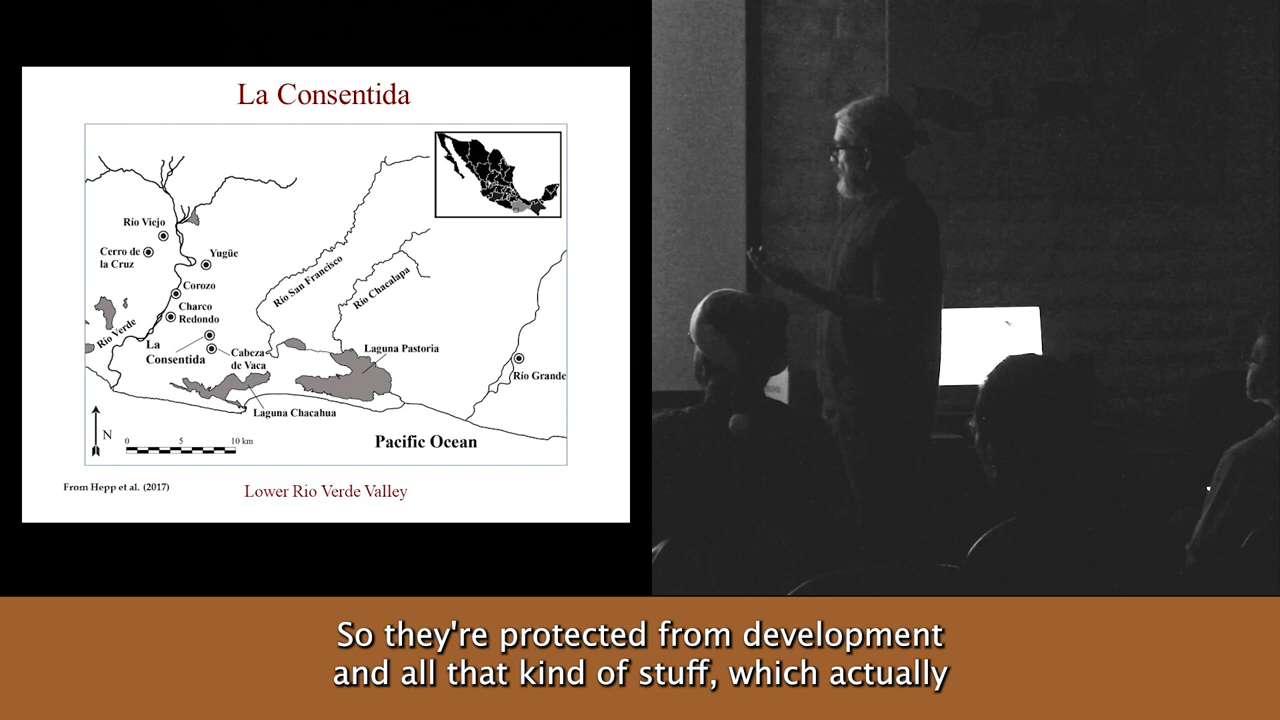 La Consentida
Río Viejo
Cerro de
la Cruz
Yugüe
Corozo
Charco
Redondo
Río Verde
La
Consentida
Cabeza
de Vaca
Río San Francisco
Río Chacalapa
Laguna Pastoria
Río Grande
Laguna Chacahua
N
0 5 10 km
Pacific Ocean
From Hepp et al. (2017)
Lower Rio Verde Valley
So they're protected from development
and all that kind of stuff, which actually